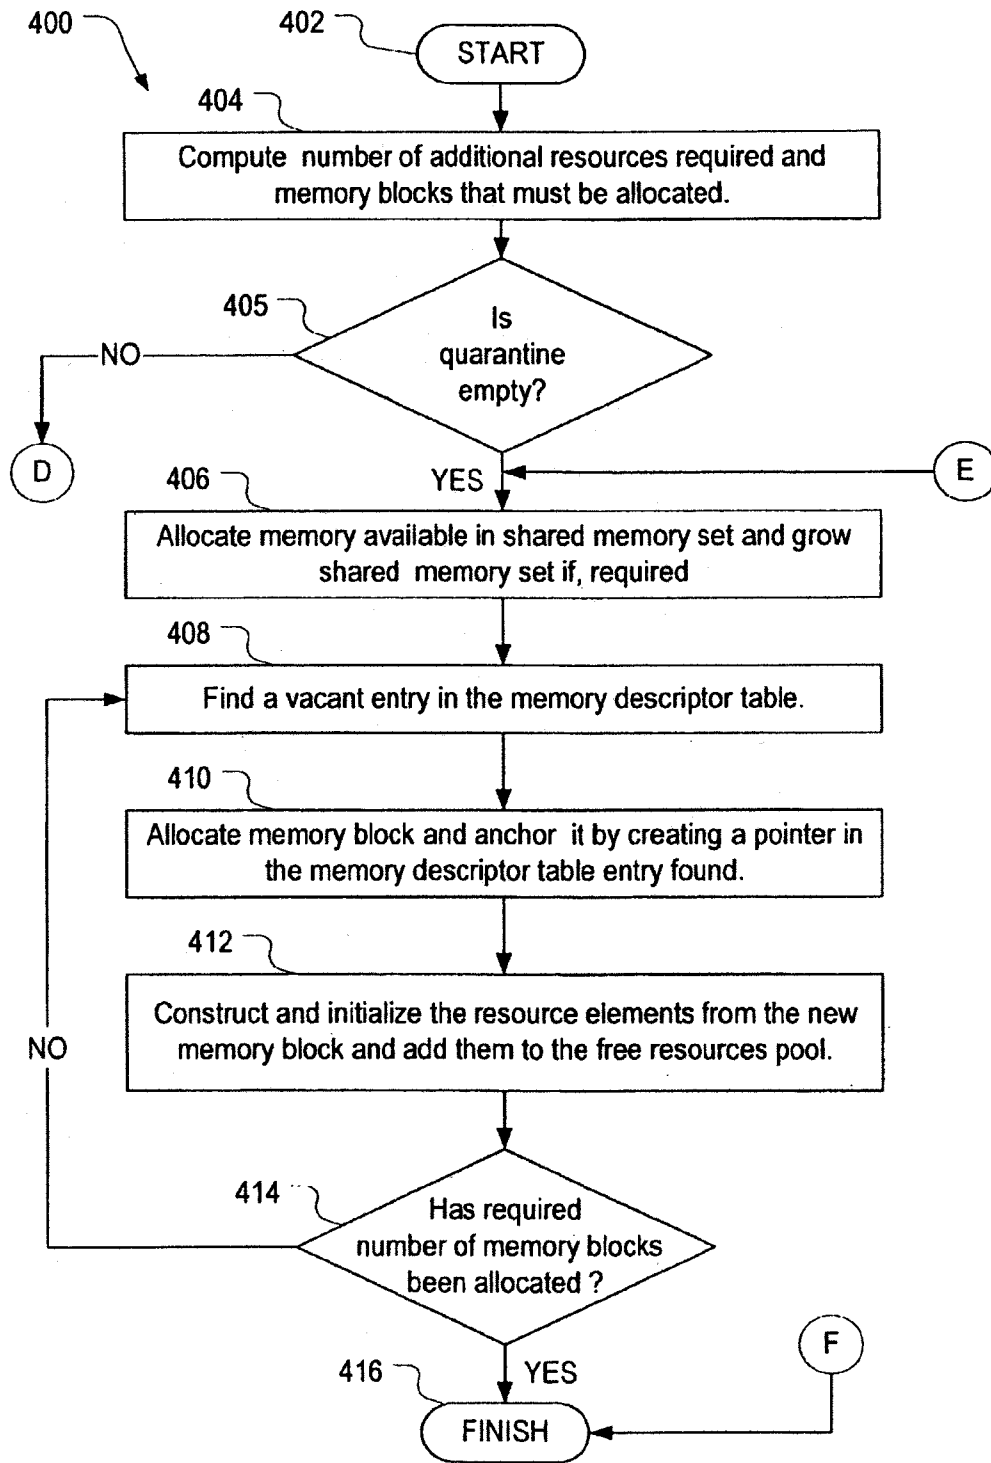 400
402
START
404
Compute number of additional resources required and
memory blocks that must be allocated.
405
Is
quarantine
empty?
NO
D
YES
E
406
Allocate memory available in shared memory set and grow
shared memory set if, required
408
Find a vacant entry in the memory descriptor table.
410
Allocate memory block and anchor it by creating a pointer in
the memory descriptor table entry found.
412
Construct and initialize the resource elements from the new
memory block and add them to the free resources pool.
NO
414
Has required
number of memory blocks
been allocated ?
F
YES
416
FINISH